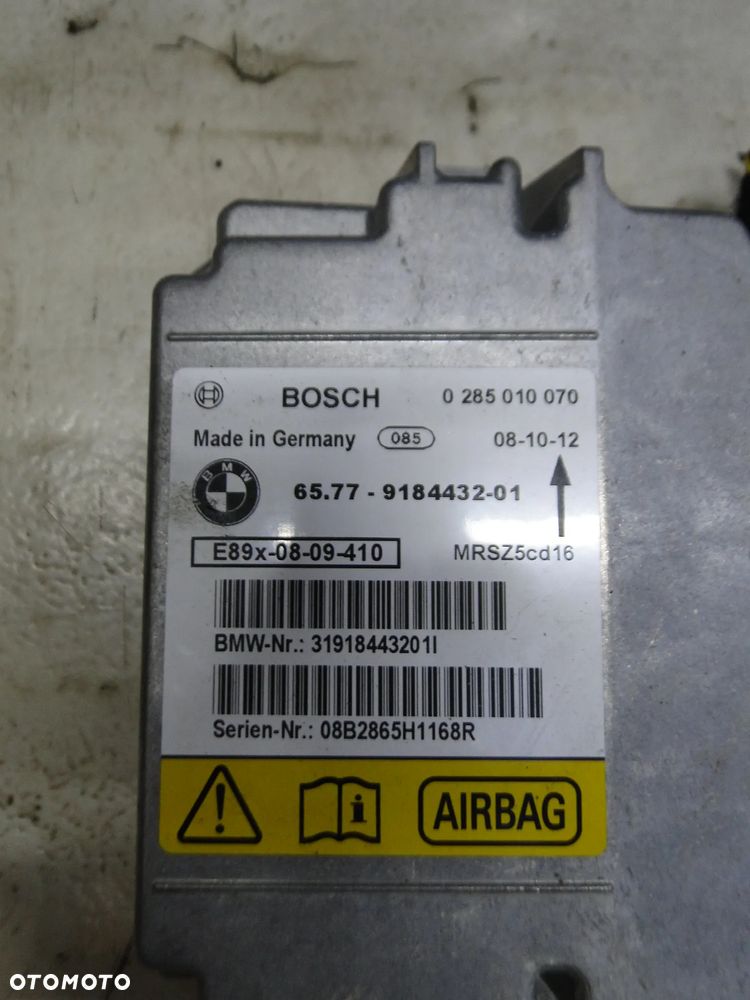 BOSCH 0 285 010 070
Made in Germany 085 08-10-12
BMW
65.77 - 9184432-01
E89x-08-09-410 MRSZ5cd16
BMW-Nr.: 31918443201I
Serien-Nr.: 08B2865H1168R
AIRBAG
OTOMOTO